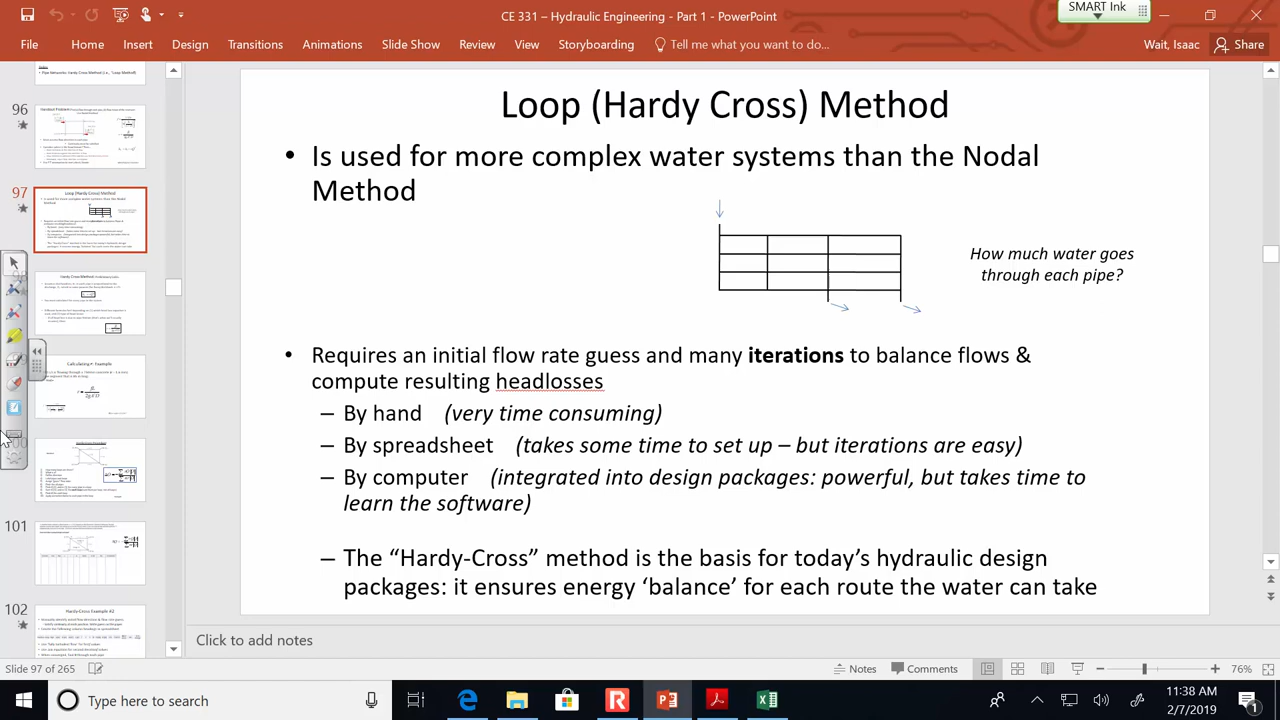 CE 331 – Hydraulic Engineering - Part 1 - PowerPoint
SMART Ink
File Home Insert Design Transitions Animations Slide Show Review View Storyboarding Tell me what you want to do... Wait, Isaac Share
96
97
101
102
Hardy-Cross Example #2
Loop (Hardy Cross) Method
• Is used for more complex water systems than the Nodal
Method
How much water goes
through each pipe?
• Requires an initial flow rate guess and many iterations to balance flows &
compute resulting headlosses
– By hand (very time consuming)
– By spreadsheet (takes some time to set up – but iterations are easy)
– By computer (integrated into design packages: powerful, but takes time to
learn the software)
– The “Hardy-Cross” method is the basis for today’s hydraulic design
packages: it ensures energy ‘balance’ for each route the water can take
Click to add notes
Slide 97 of 265
Notes Comments 76%
Type here to search
11:38 AM
2/7/2019
1